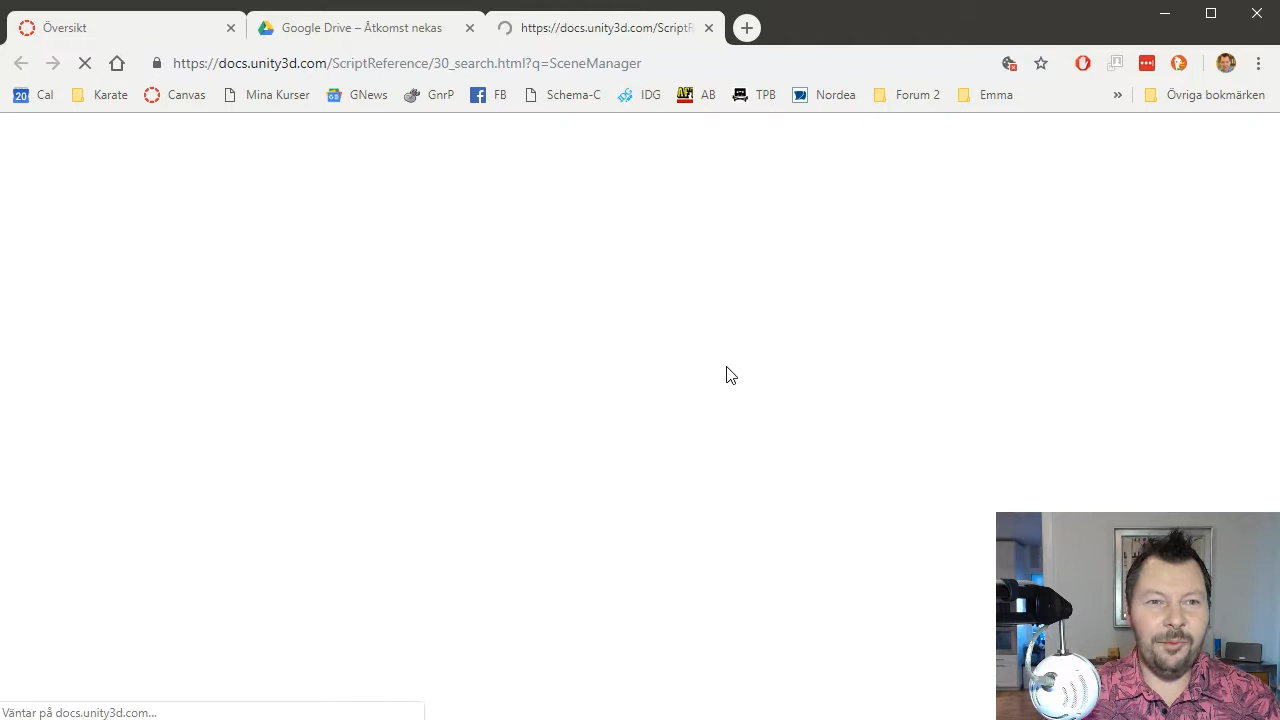 Översikt
Google Drive – Åtkomst nekas
https://docs.unity3d.com/ScriptR
https://docs.unity3d.com/ScriptReference/30_search.html?q=SceneManager
20 Cal
Karate
Canvas
Mina Kurser
GNews
GnrP
FB
Schema-C
IDG
AB
TPB
Nordea
Forum 2
Emma
»
Övriga bokmärken
Väntar på docs.unity3d.com...